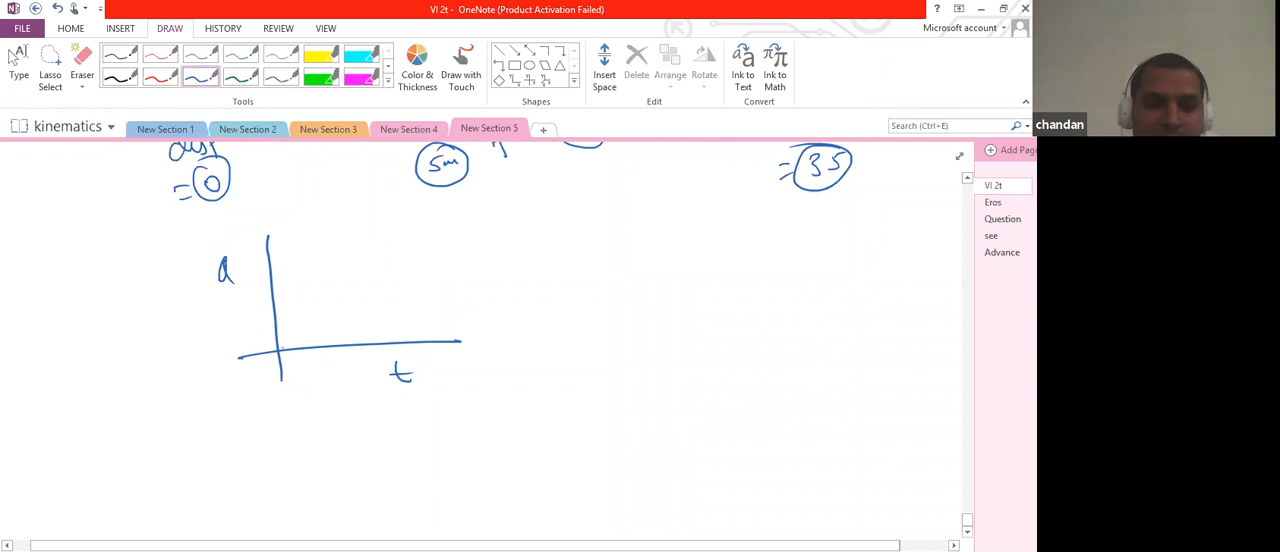 VI 2t - OneNote (Product Activation Failed)
FILE HOME INSERT DRAW HISTORY REVIEW VIEW Microsoft account
Type Lasso Select Eraser Color & Thickness Draw with Touch Insert Space Delete Arrange Rotate Ink to Text Ink to Math
Tools Shapes Edit Convert
kinematics New Section 1 New Section 2 New Section 3 New Section 4 New Section 5 Search (Ctrl+E)
chandan
Add Page
VI 2t
Eros
Question
see
Advance
5m
= 0
= 35
a
t